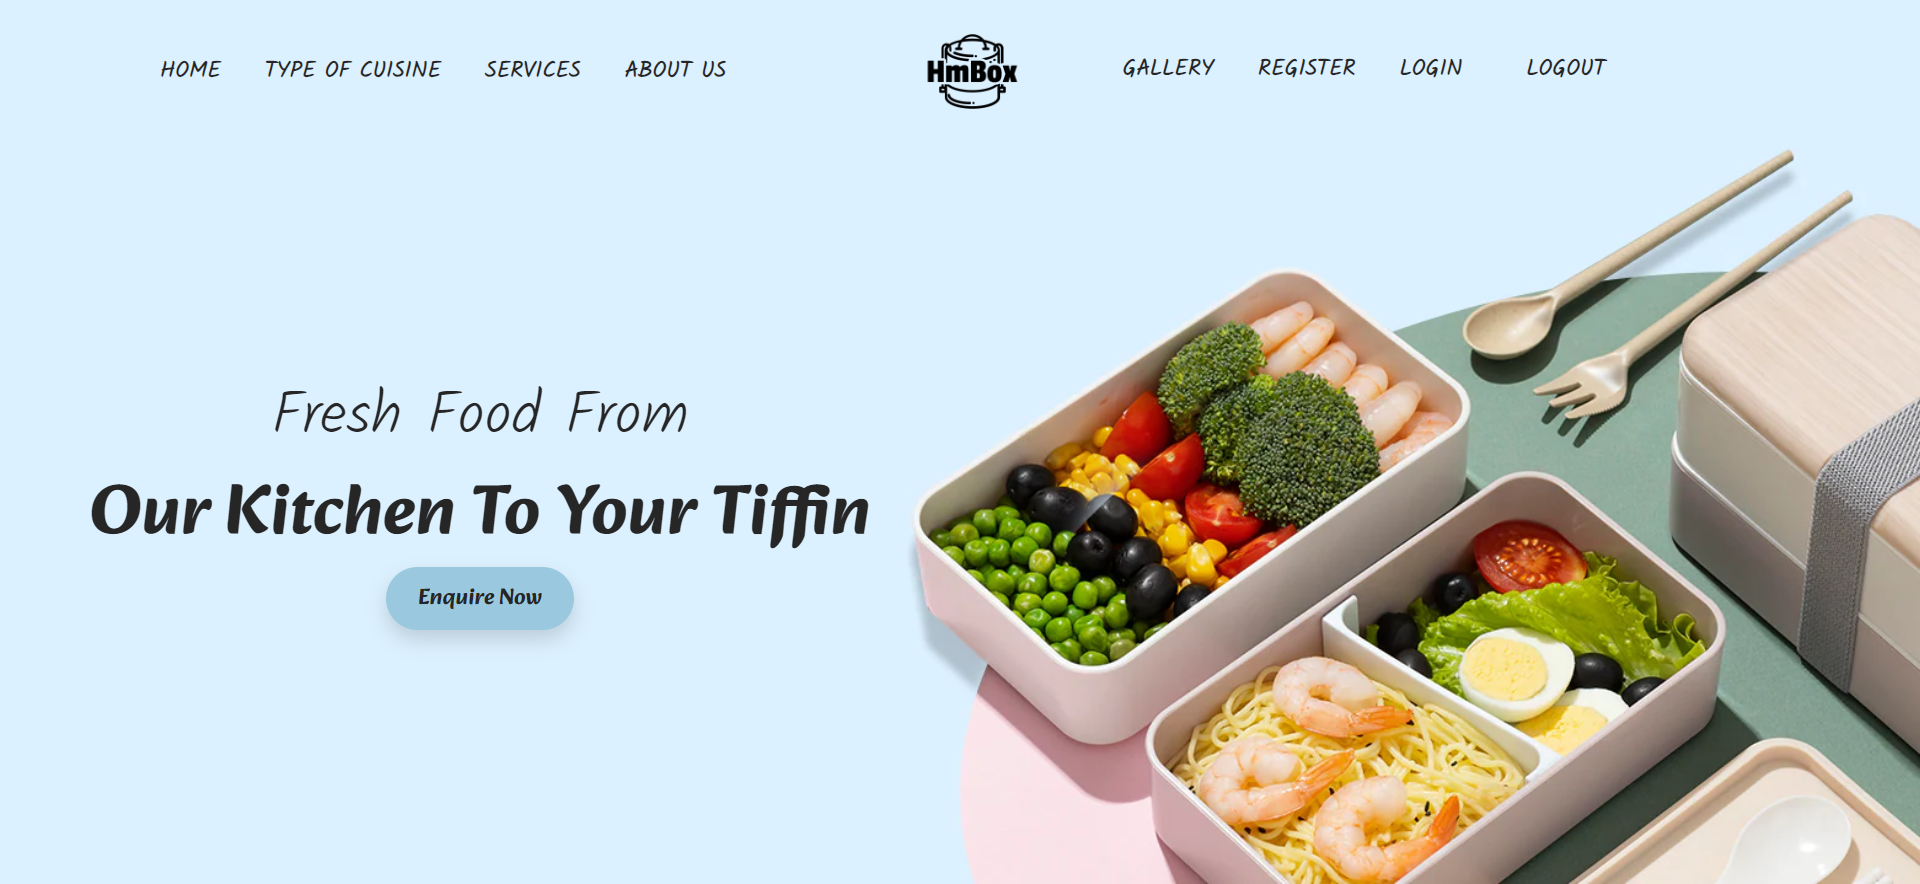 HOME TYPE OF CUISINE SERVICES ABOUT US HmBox GALLERY REGISTER LOGIN LOGOUT
Fresh Food From
Our Kitchen To Your Tiffin
Enquire Now